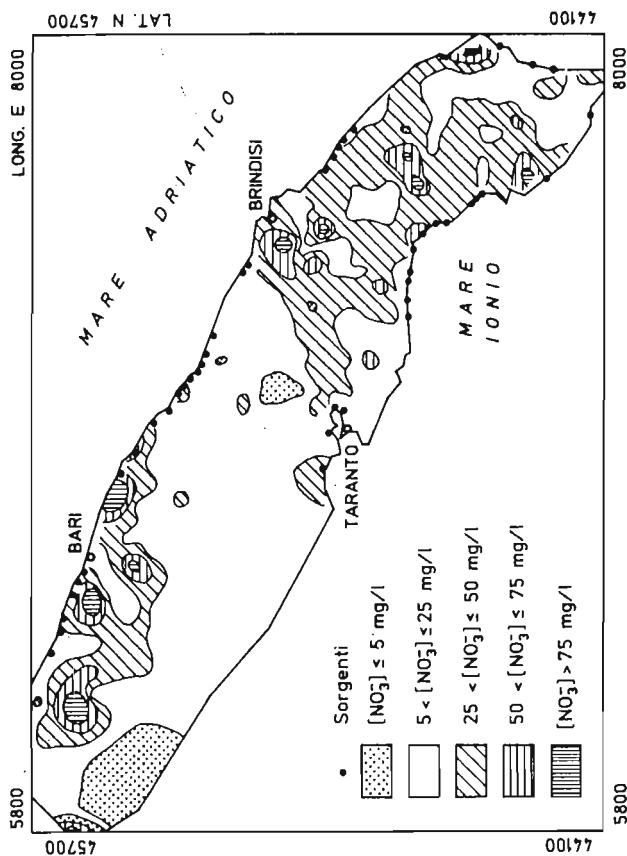 5800
LONG. E 8000
45700
LAT. N 45700
MARE ADRIATICO
BARI
BRINDISI
TARANTO
MARE
IONIO
• Sorgenti
[NO₃⁻] ≤ 5 mg/l
5 < [NO₃⁻] ≤ 25 mg/l
25 < [NO₃⁻] ≤ 50 mg/l
50 < [NO₃⁻] ≤ 75 mg/l
[NO₃⁻] > 75 mg/l
44100
44100
5800
8000